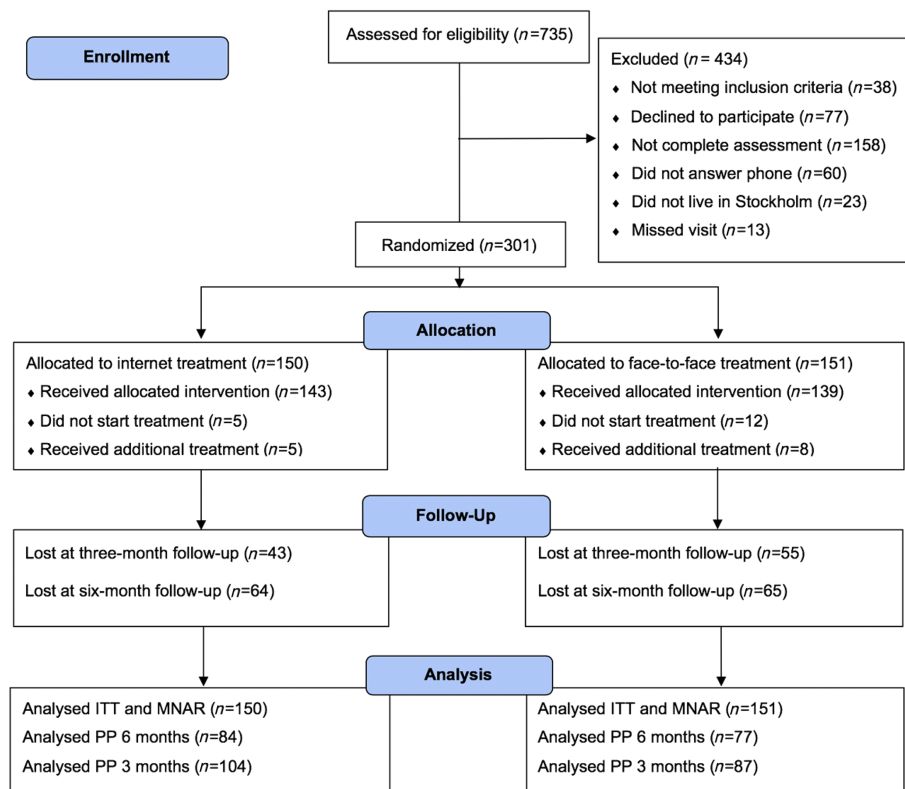 Assessed for eligibility (n=735)
Enrollment
Excluded (n= 434)
♦ Not meeting inclusion criteria (n=38)
♦ Declined to participate (n=77)
♦ Not complete assessment (n=158)
♦ Did not answer phone (n=60)
♦ Did not live in Stockholm (n=23)
♦ Missed visit (n=13)
Randomized (n=301)
Allocation
Allocated to internet treatment (n=150)
♦ Received allocated intervention (n=143)
♦ Did not start treatment (n=5)
♦ Received additional treatment (n=5)
Allocated to face-to-face treatment (n=151)
♦ Received allocated intervention (n=139)
♦ Did not start treatment (n=12)
♦ Received additional treatment (n=8)
Follow-Up
Lost at three-month follow-up (n=43)
Lost at six-month follow-up (n=64)
Lost at three-month follow-up (n=55)
Lost at six-month follow-up (n=65)
Analysis
Analysed ITT and MNAR (n=150)
Analysed PP 6 months (n=84)
Analysed PP 3 months (n=104)
Analysed ITT and MNAR (n=151)
Analysed PP 6 months (n=77)
Analysed PP 3 months (n=87)